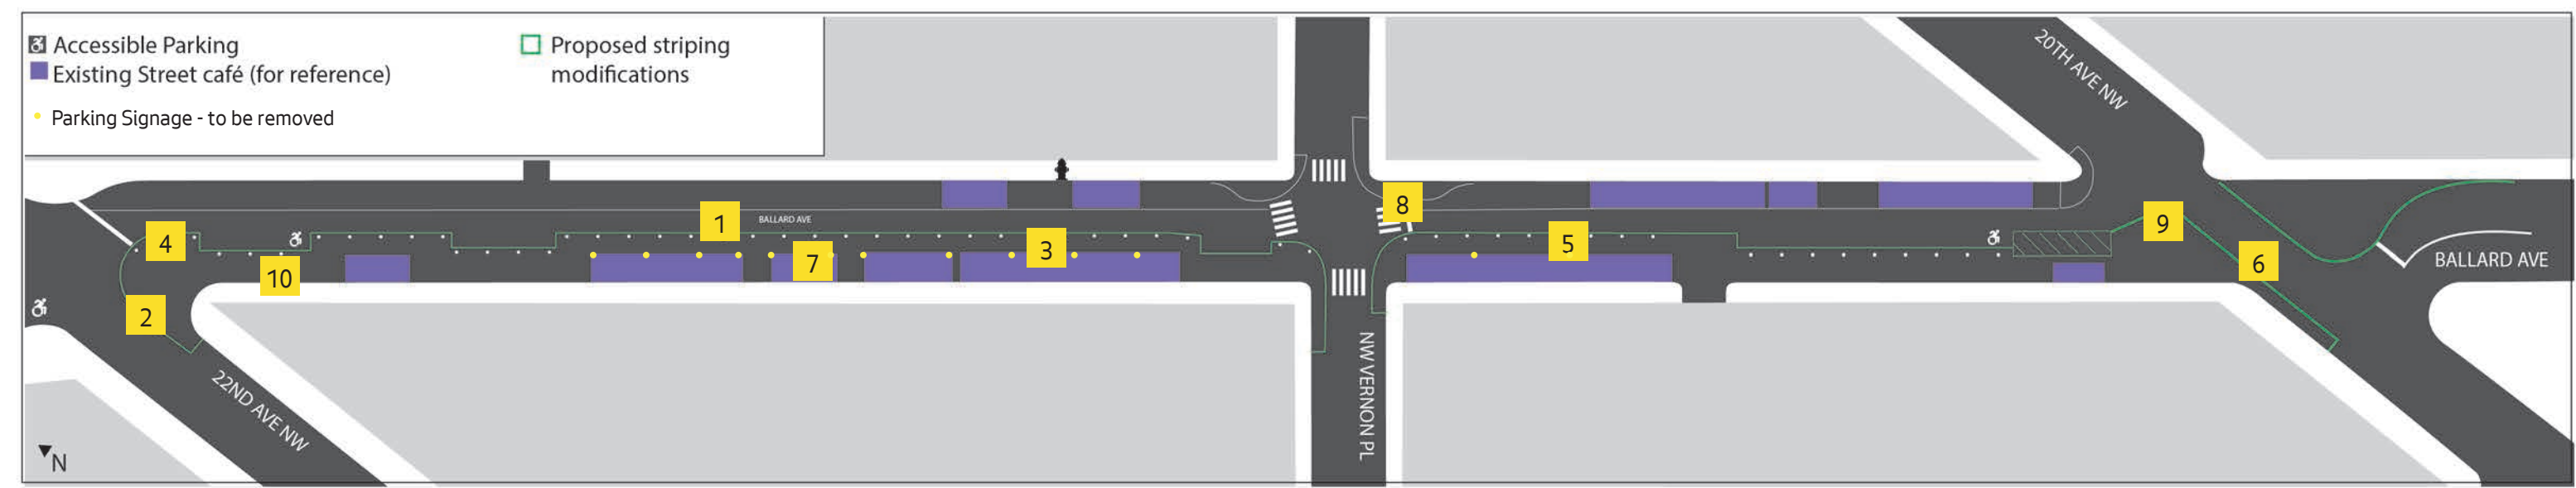 Accessible Parking
Existing Street café (for reference)
Parking Signage - to be removed
Proposed striping
modifications
20TH AVE NW
8
1
BALLARD AVE
4
3
5
9
7
6
BALLARD AVE
10
2
22ND AVE NW
NW VERNON PL
N